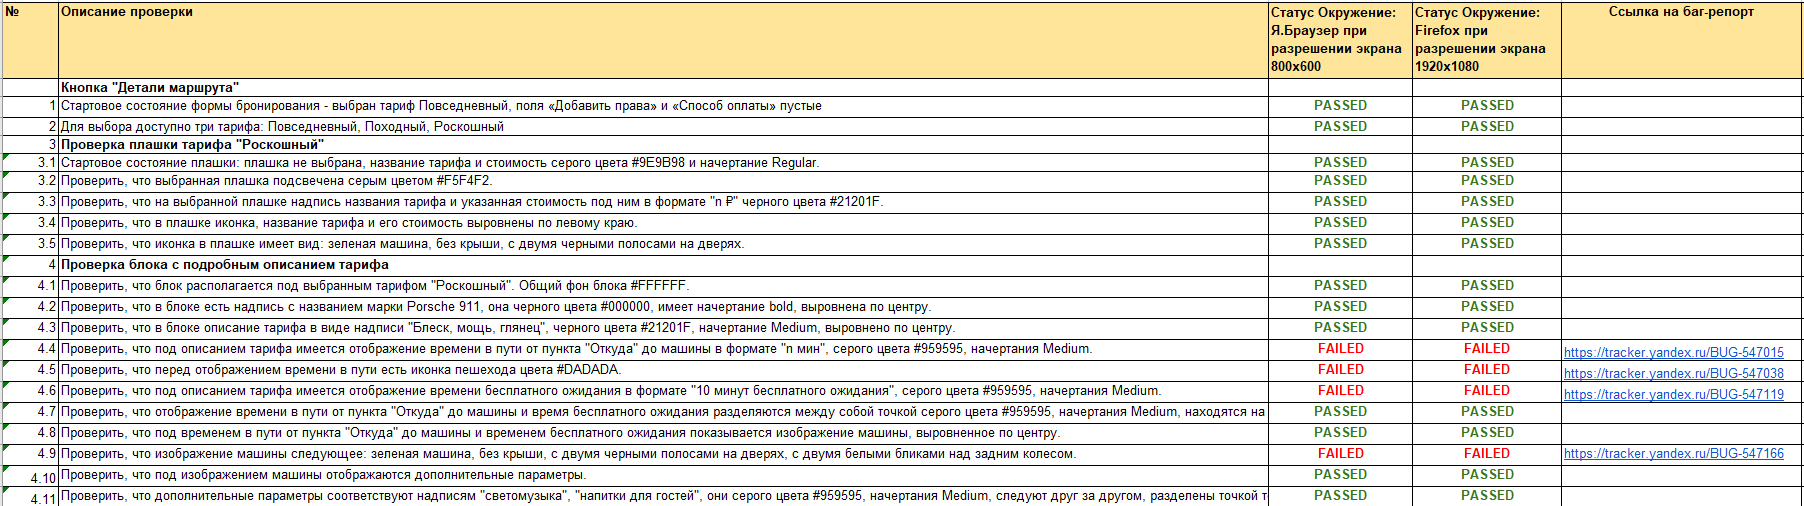 № Описание проверки Статус Окружение: Я.Браузер при разрешении экрана 800x600 Статус Окружение: Firefox при разрешении экрана 1920x1080 Ссылка на баг-репорт
Кнопка "Детали маршрута"
1 Стартовое состояние формы бронирования - выбран тариф Повседневный, поля «Добавить права» и «Способ оплаты» пустые PASSED PASSED
2 Для выбора доступно три тарифа: Повседневный, Походный, Роскошный PASSED PASSED
3 Проверка плашки тарифа "Роскошный"
3.1 Стартовое состояние плашки: плашка не выбрана, название тарифа и стоимость серого цвета #9E9B98 и начертание Regular. PASSED PASSED
3.2 Проверить, что выбранная плашка подсвечена серым цветом #F5F4F2. PASSED PASSED
3.3 Проверить, что на выбранной плашке надпись названия тарифа и указанная стоимость под ним в формате "n ₽" черного цвета #21201F. PASSED PASSED
3.4 Проверить, что в плашке иконка, название тарифа и его стоимость выровнены по левому краю. PASSED PASSED
3.5 Проверить, что иконка в плашке имеет вид: зеленая машина, без крыши, с двумя черными полосами на дверях. PASSED PASSED
4 Проверка блока с подробным описанием тарифа
4.1 Проверить, что блок располагается под выбранным тарифом "Роскошный". Общий фон блока #FFFFFF. PASSED PASSED
4.2 Проверить, что в блоке есть надпись с названием марки Porsche 911, она черного цвета #000000, имеет начертание bold, выровнена по центру. PASSED PASSED
4.3 Проверить, что в блоке описание тарифа в виде надписи "Блеск, мощь, глянец", черного цвета #21201F, начертание Medium, выровнено по центру. PASSED PASSED
4.4 Проверить, что под описанием тарифа имеется отображение времени в пути от пункта "Откуда" до машины в формате "n мин", серого цвета #959595, начертания Medium. FAILED FAILED https://tracker.yandex.ru/BUG-547015
4.5 Проверить, что перед отображением времени в пути есть иконка пешехода цвета #DADADA. FAILED FAILED https://tracker.yandex.ru/BUG-547038
4.6 Проверить, что под описанием тарифа имеется отображение времени бесплатного ожидания в формате "10 минут бесплатного ожидания", серого цвета #959595, начертания Medium. FAILED FAILED https://tracker.yandex.ru/BUG-547119
4.7 Проверить, что отображение времени в пути от пункта "Откуда" до машины и время бесплатного ожидания разделяются между собой точкой серого цвета #959595, начертания Medium, находятся на PASSED PASSED
4.8 Проверить, что под временем в пути от пункта "Откуда" до машины и временем бесплатного ожидания показывается изображение машины, выровненное по центру. PASSED PASSED
4.9 Проверить, что изображение машины следующее: зеленая машина, без крыши, с двумя черными полосами на дверях, с двумя белыми бликами над задним колесом. FAILED FAILED https://tracker.yandex.ru/BUG-547166
4.10 Проверить, что под изображением машины отображаются дополнительные параметры. PASSED PASSED
4.11 Проверить, что дополнительные параметры соответствуют надписям "светомузыка", "напитки для гостей", они серого цвета #959595, начертания Medium, следуют друг за другом, разделены точкой PASSED PASSED